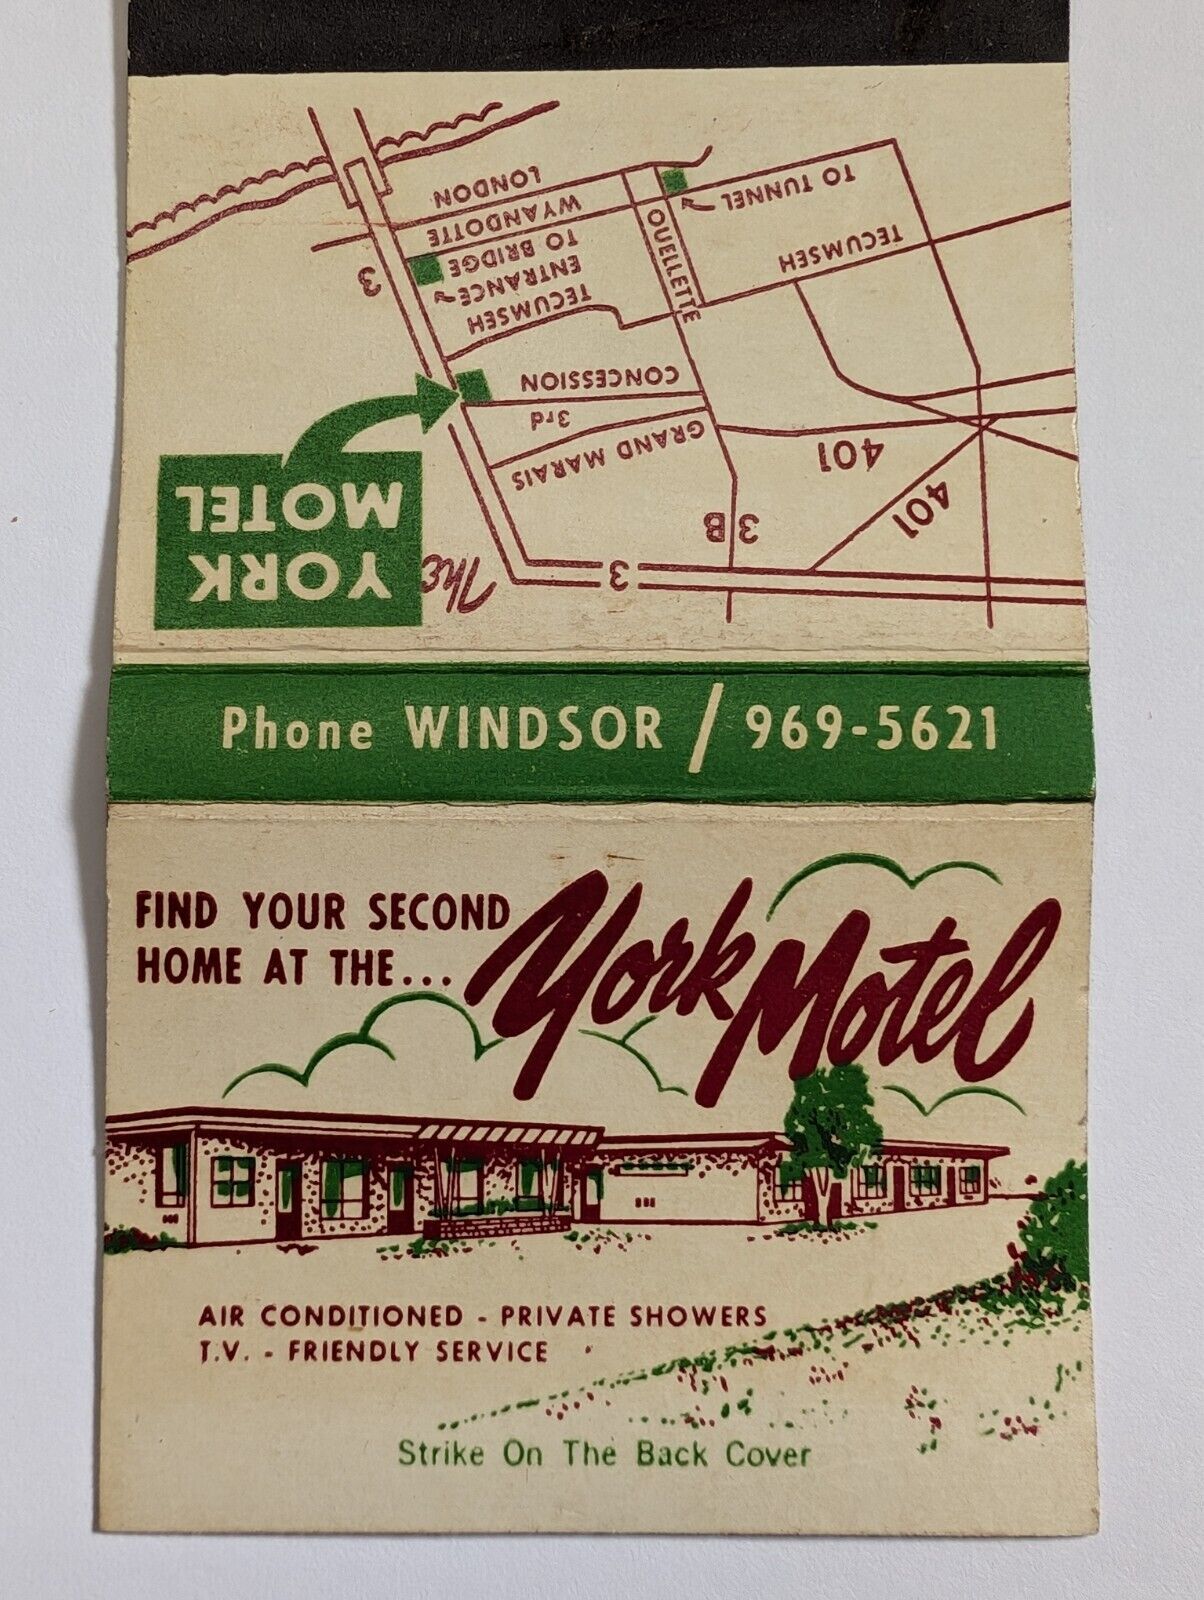 The
YORK
MOTEL
3
3B
401
401
GRAND MARAIS
3rd
CONCESSION
TECUMSEH
ENTRANCE
TO BRIDGE
WYANDOTTE
LONDON
OUELLETTE
TECUMSEH
TO TUNNEL
3
Phone WINDSOR / 969-5621
FIND YOUR SECOND
HOME AT THE...
York Motel
AIR CONDITIONED - PRIVATE SHOWERS
T.V. - FRIENDLY SERVICE
Strike On The Back Cover